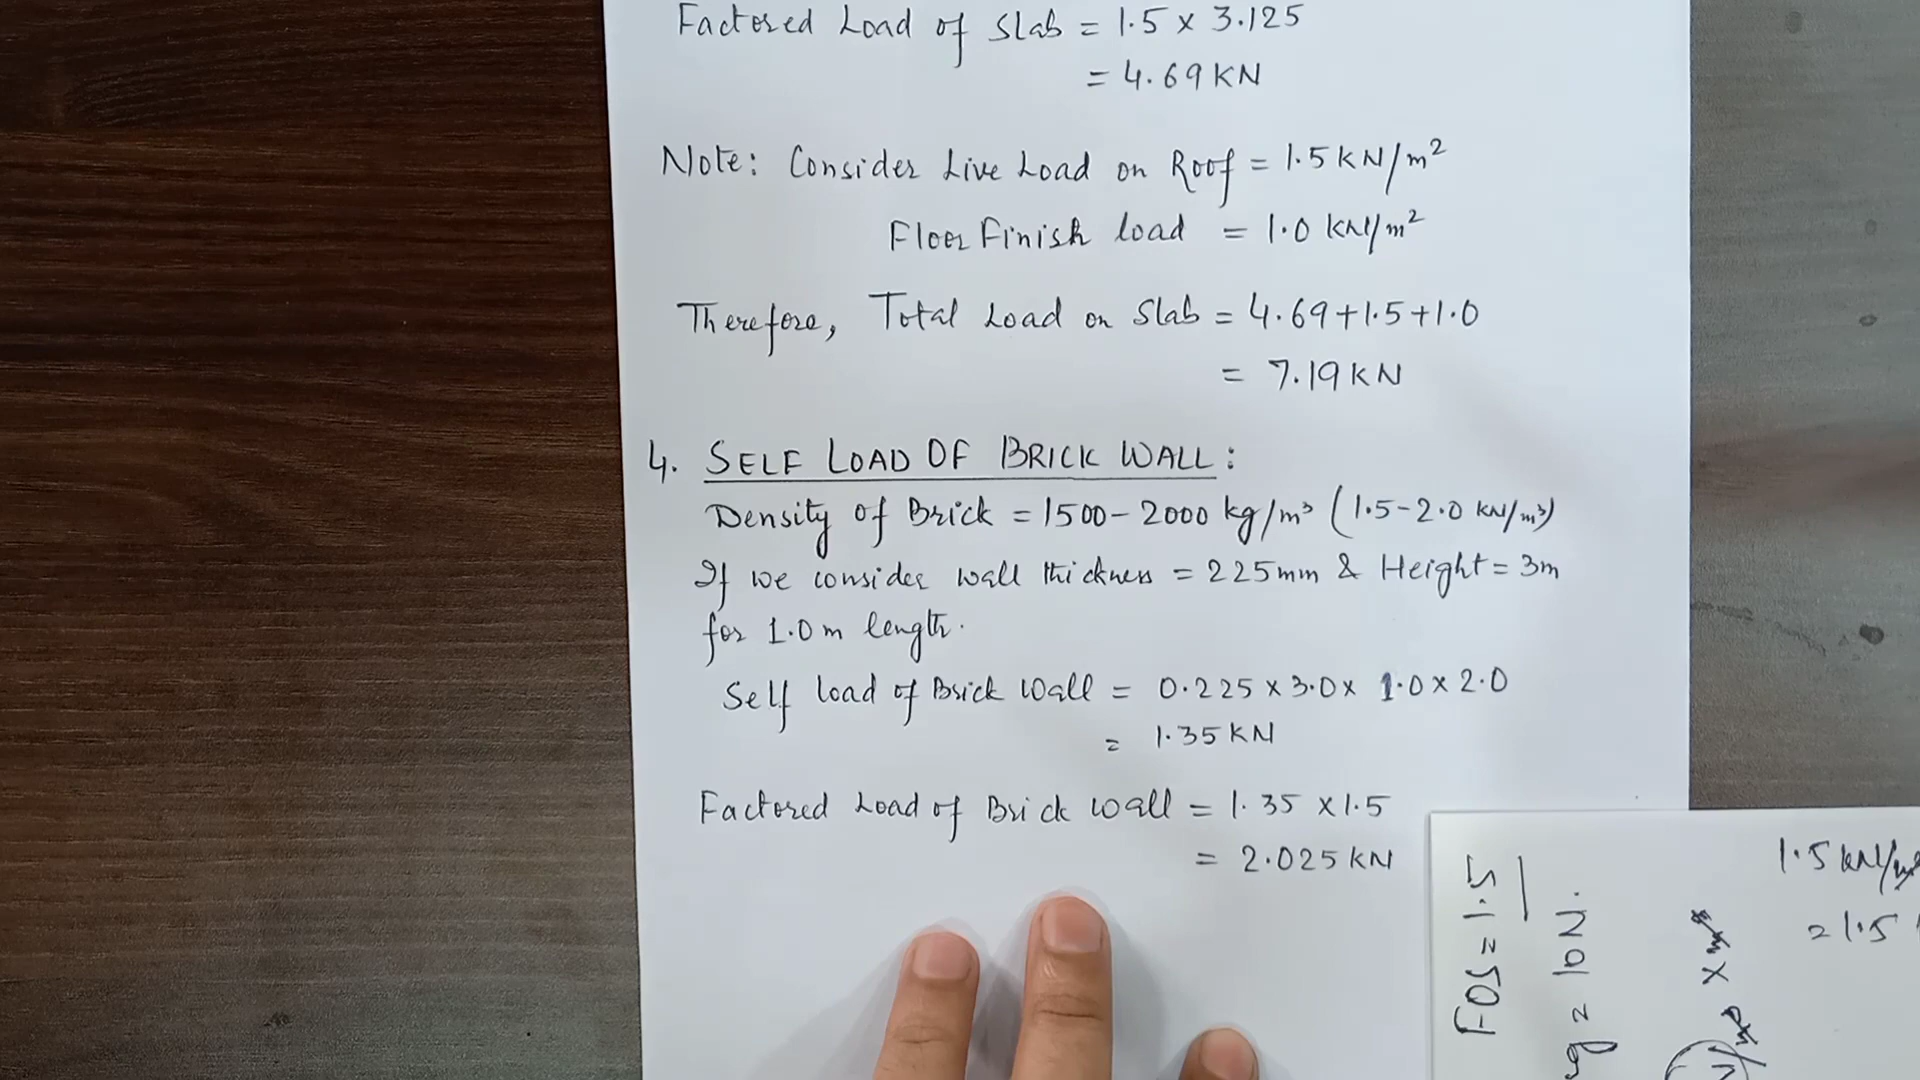 Factored Load of Slab = 1.5 x 3.125
= 4.69 KN
Note: Consider Live Load on Roof = 1.5 KN/m²
Floor Finish load = 1.0 KN/m²
Therefore, Total Load on Slab = 4.69+1.5+1.0
= 7.19 KN
4. SELF LOAD OF BRICK WALL:
Density of Brick = 1500-2000 kg/m³ (1.5-2.0 KN/m³)
If we consider wall thickness = 225mm & Height = 3m
for 1.0m length.
Self load of Brick Wall = 0.225 x 3.0 x 1.0 x 2.0
= 1.35 KN
Factored Load of Brick wall = 1.35 x 1.5
= 2.025 KN
FOS = 1.5
= 10N.
1.5 KN/
= 1.5